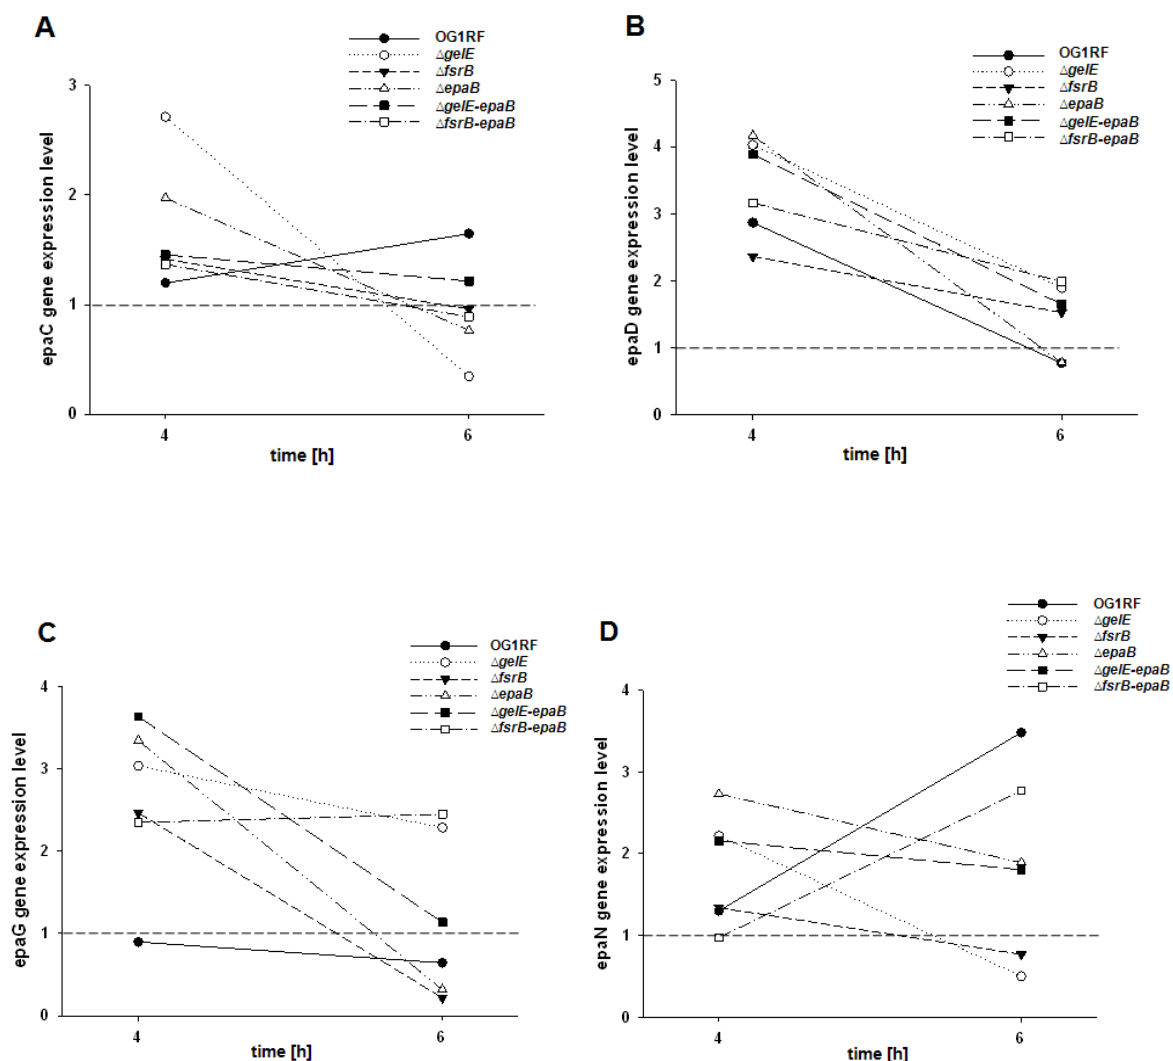 A
OG1RF
ΔgelE
ΔfsrB
ΔepaB
ΔgelE-epaB
ΔfsrB-epaB
epaC gene expression level
3
2
1
0
4
6
time [h]
B
OG1RF
ΔgelE
ΔfsrB
ΔepaB
ΔgelE-epaB
ΔfsrB-epaB
epaD gene expression level
5
4
3
2
1
0
4
6
time [h]
C
OG1RF
ΔgelE
ΔfsrB
ΔepaB
ΔgelE-epaB
ΔfsrB-epaB
epaG gene expression level
4
3
2
1
0
4
6
time [h]
D
OG1RF
ΔgelE
ΔfsrB
ΔepaB
ΔgelE-epaB
ΔfsrB-epaB
epaN gene expression level
4
3
2
1
0
4
6
time [h]